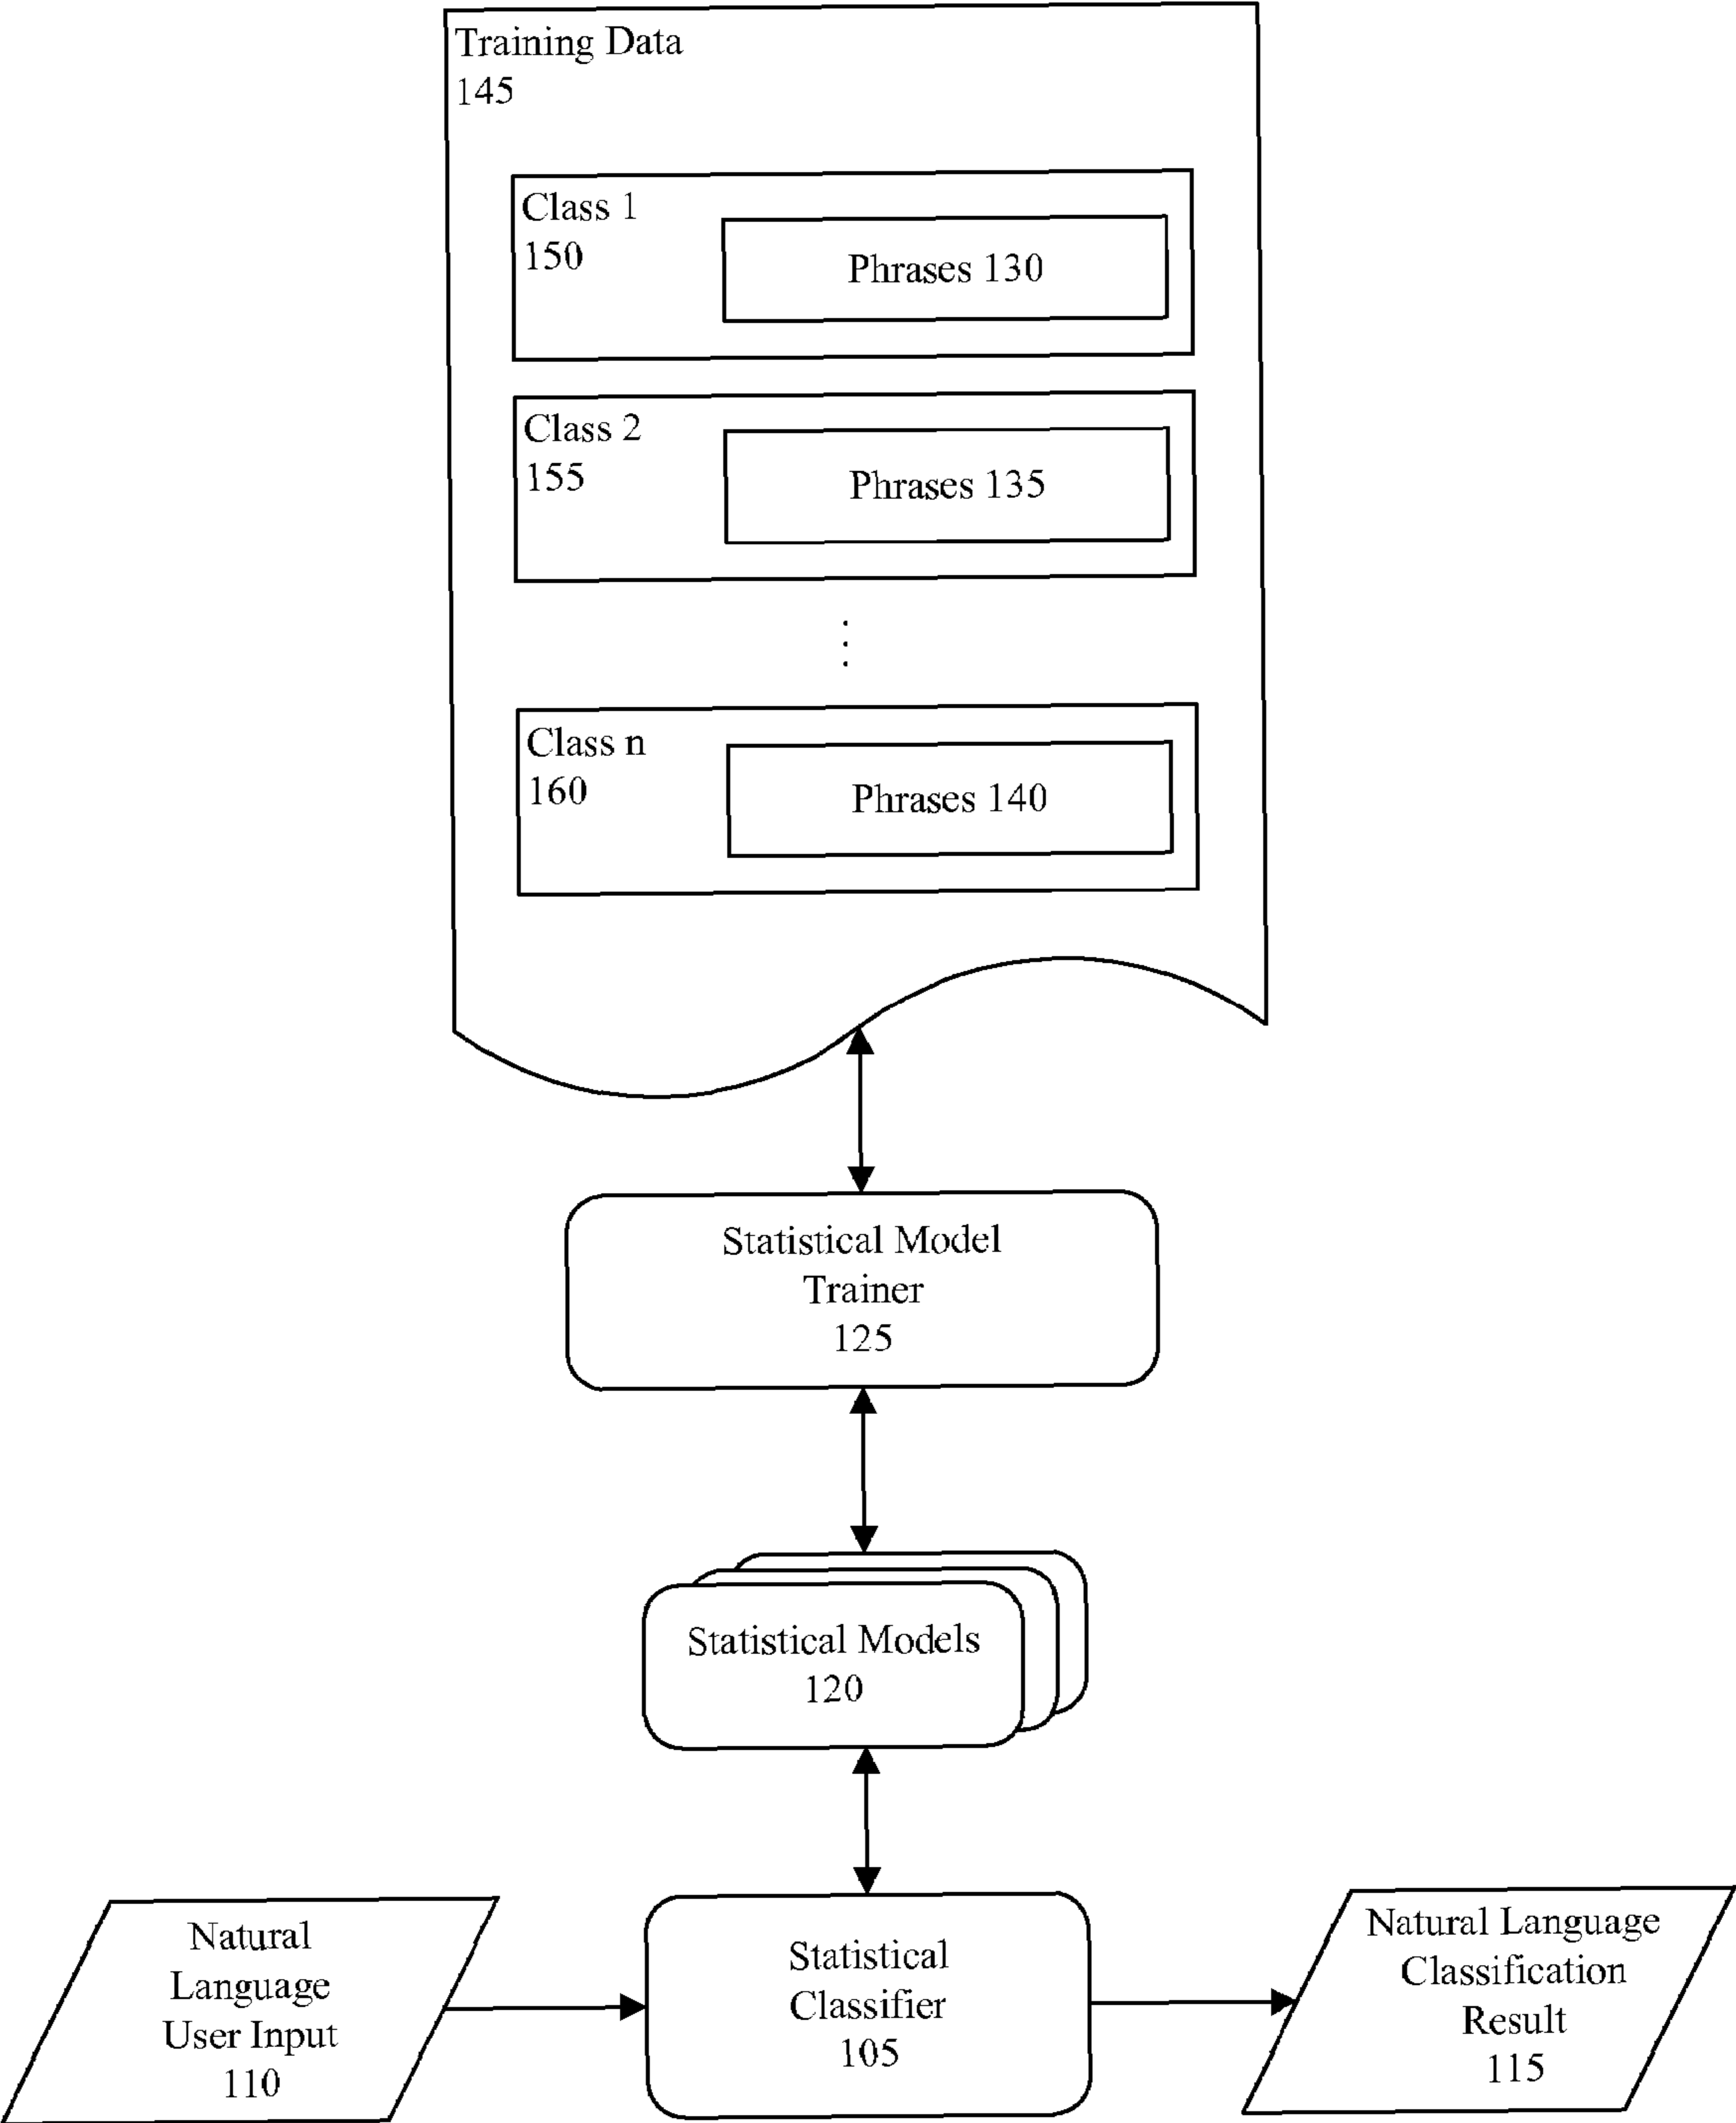 Training Data
145
Class 1
150
Phrases 130
Class 2
155
Phrases 135
Class n
160
Phrases 140
Statistical Model
Trainer
125
Statistical Models
120
Natural
Language
User Input
110
Statistical
Classifier
105
Natural Language
Classification
Result
115